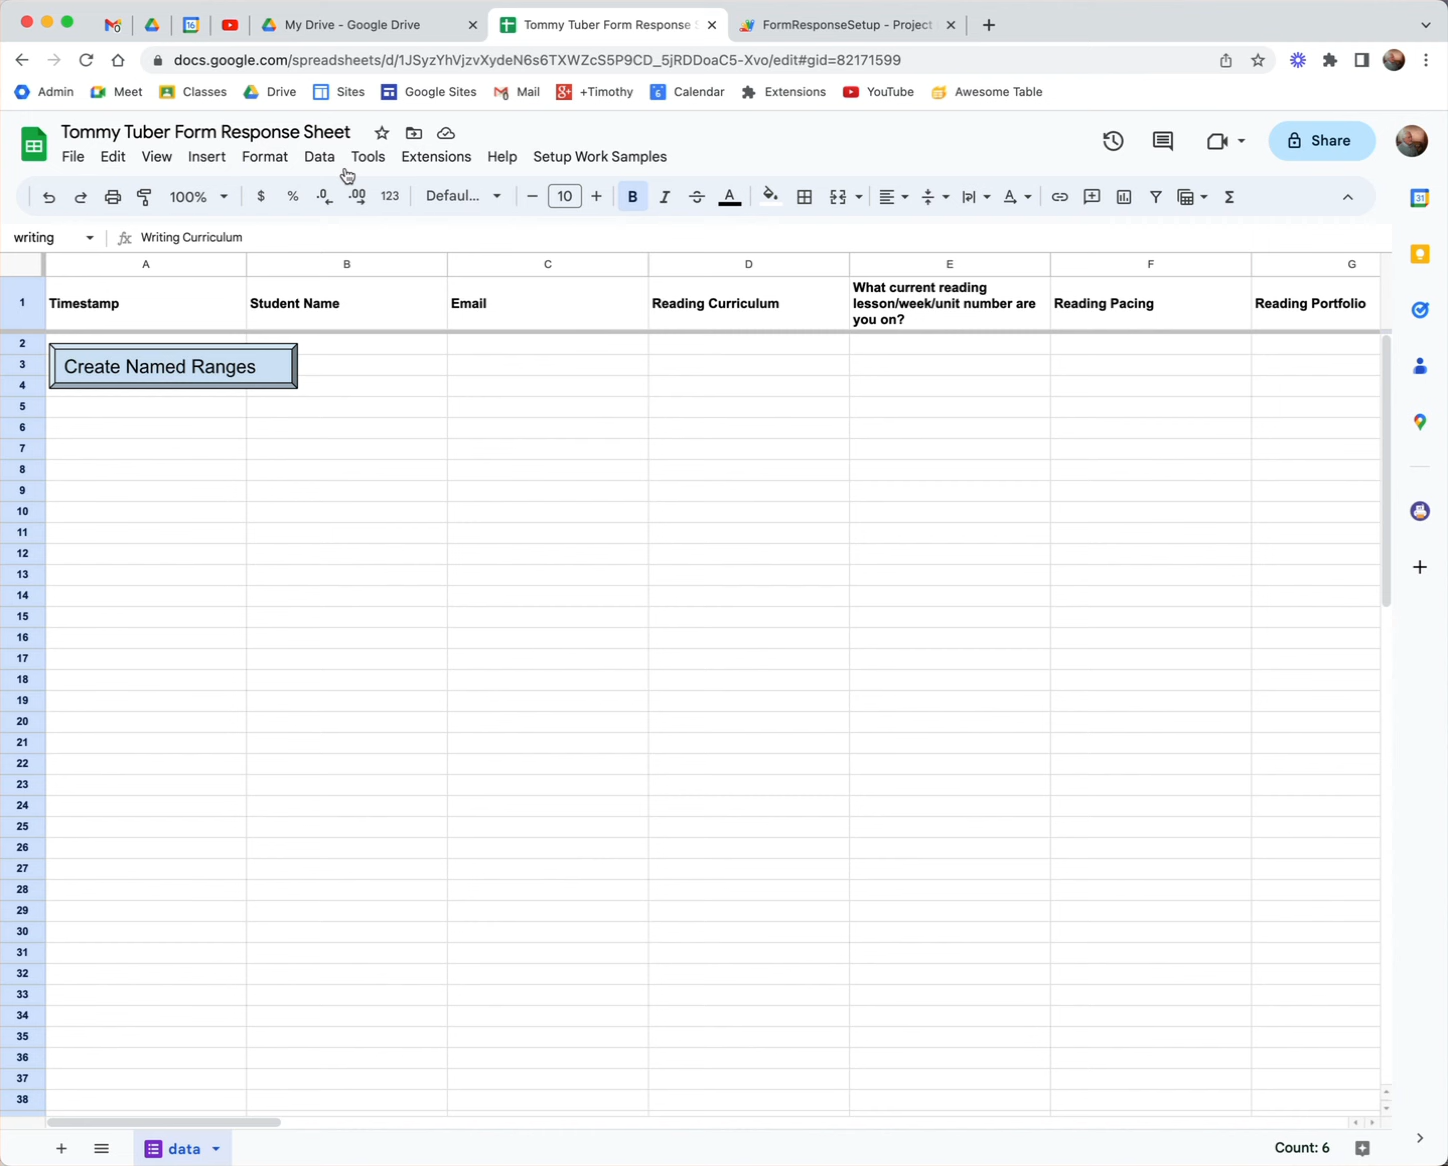 My Drive - Google Drive
Tommy Tuber Form Response S
FormResponseSetup - Project
docs.google.com/spreadsheets/d/1JSyzYhVjzvXydeN6s6TXWZcS5P9CD_5jRDDoaC5-Xvo/edit#gid=82171599
Admin Meet Classes Drive Sites Google Sites Mail +Timothy Calendar Extensions YouTube Awesome Table
Tommy Tuber Form Response Sheet
File Edit View Insert Format Data Tools Extensions Help Setup Work Samples
Share
100% $ % .0 .00 123 Defaul... 10 B I A Σ
writing fx Writing Curriculum
A B C D E F G
1 Timestamp Student Name Email Reading Curriculum What current reading
lesson/week/unit number are
you on? Reading Pacing Reading Portfolio
2
3 Create Named Ranges
4
5
6
7
8
9
10
11
12
13
14
15
16
17
18
19
20
21
22
23
24
25
26
27
28
29
30
31
32
33
34
35
36
37
38
data Count: 6